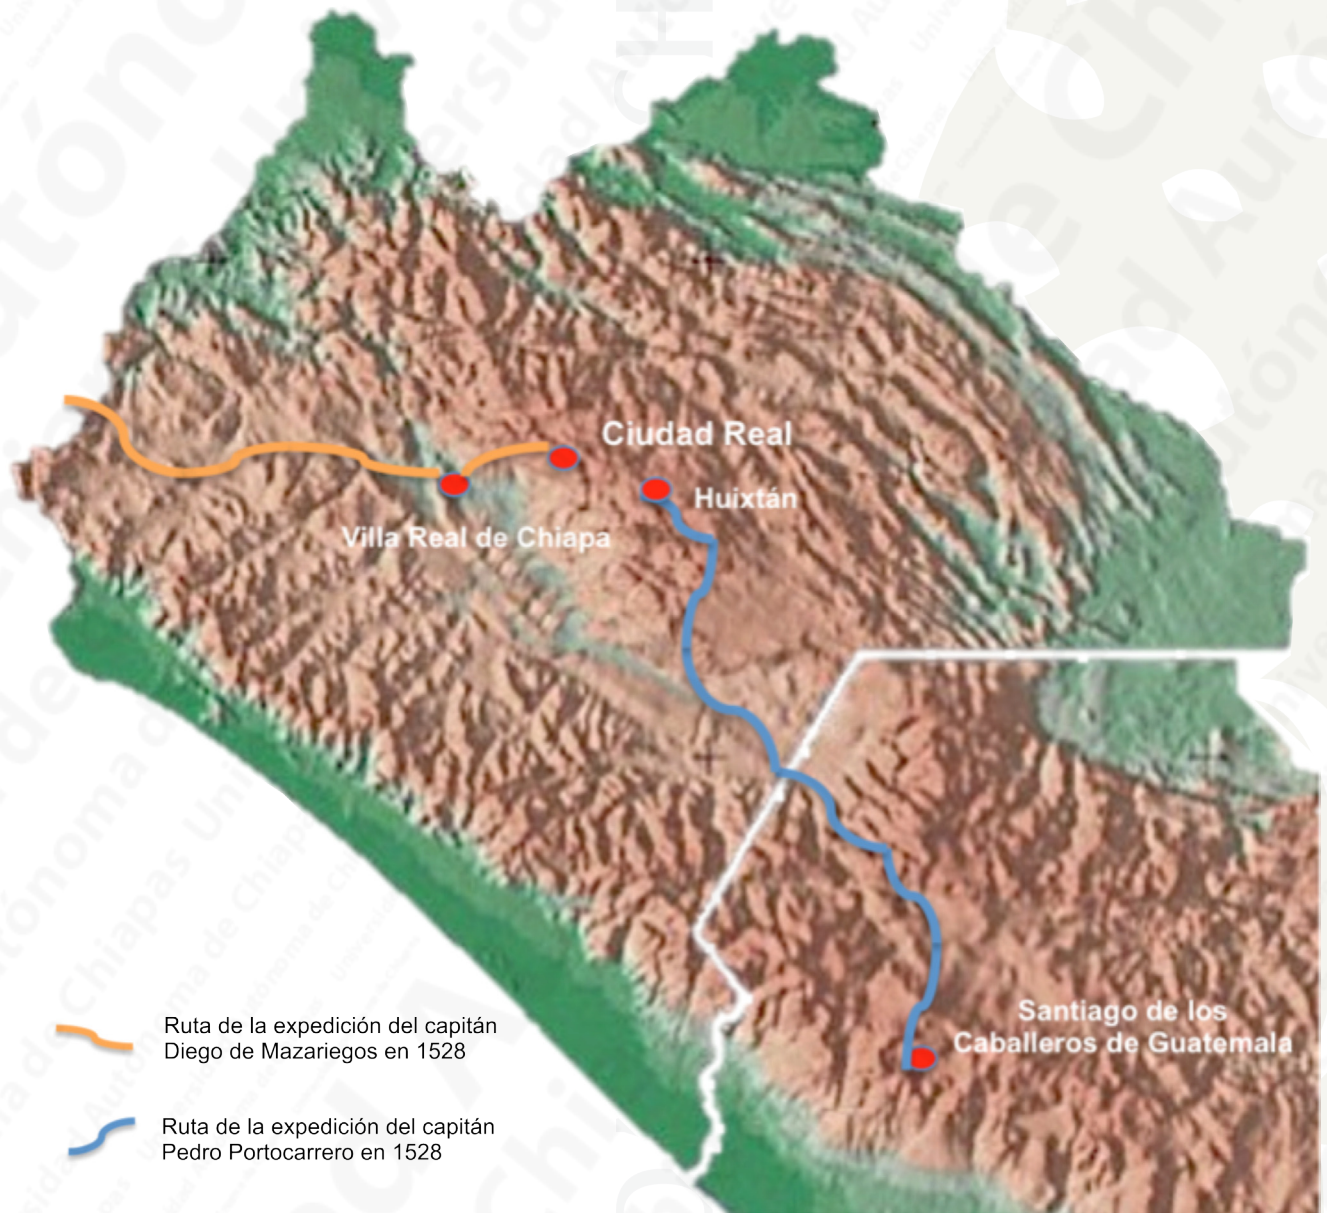 Ciudad Real
Huixtán
Villa Real de Chiapa
Santiago de los
Caballeros de Guatemala
Ruta de la expedición del capitán
Diego de Mazariegos en 1528
Ruta de la expedición del capitán
Pedro Portocarrero en 1528